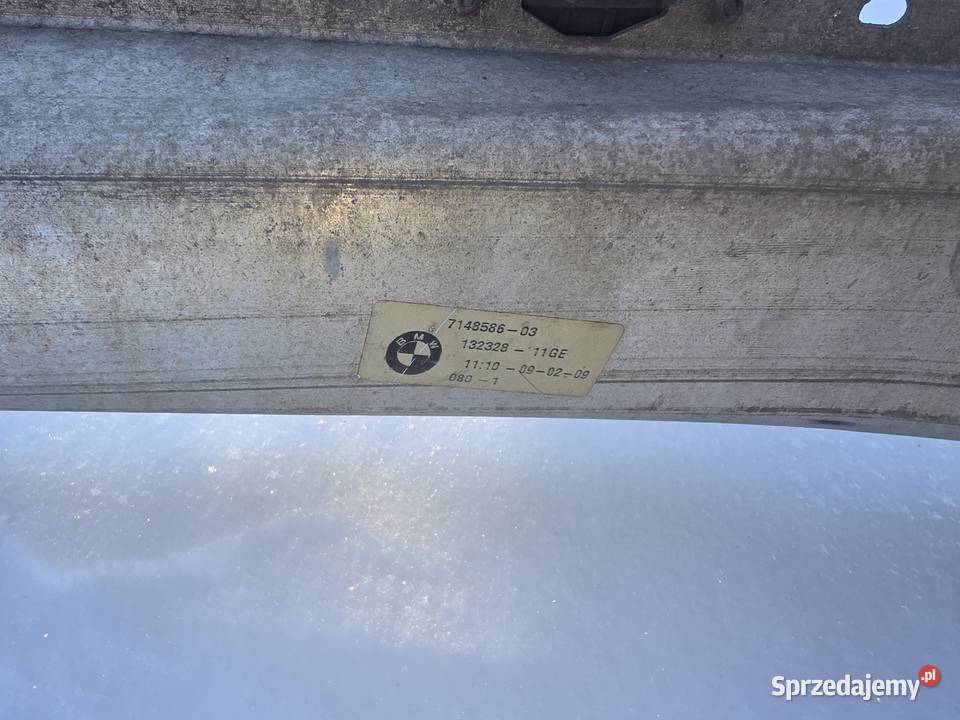 7148586-03
BMW
132328 - 11GE
11:10 - 09-02-09
080 - 1
Sprzedajemy.pl